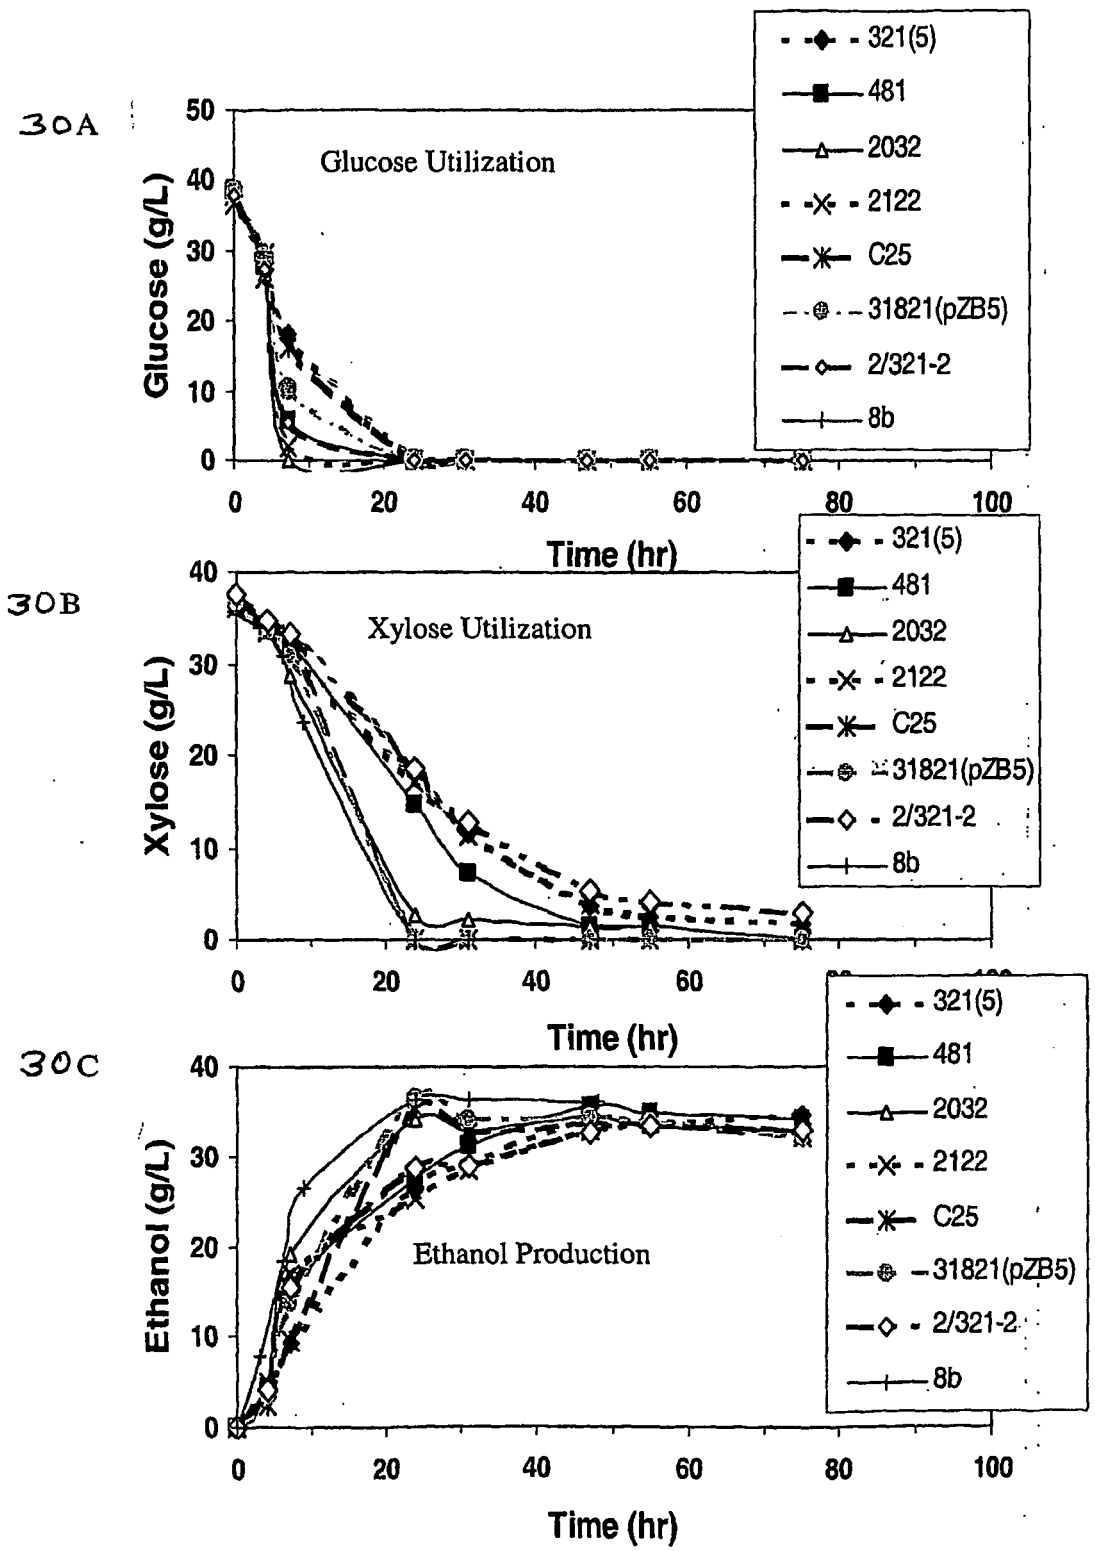 30A
Glucose Utilization
Glucose (g/L)
50
40
30
20
10
0
0 20 40 60 80 100
Time (hr)
321(5)
481
2032
2122
C25
31821(pZB5)
2/321-2
8b
30B
Xylose Utilization
Xylose (g/L)
40
30
20
10
0
0 20 40 60
Time (hr)
321(5)
481
2032
2122
C25
31821(pZB5)
2/321-2
8b
30C
Ethanol Production
Ethanol (g/L)
40
30
20
10
0
0 20 40 60 80 100
Time (hr)
321(5)
481
2032
2122
C25
31821(pZB5)
2/321-2
8b